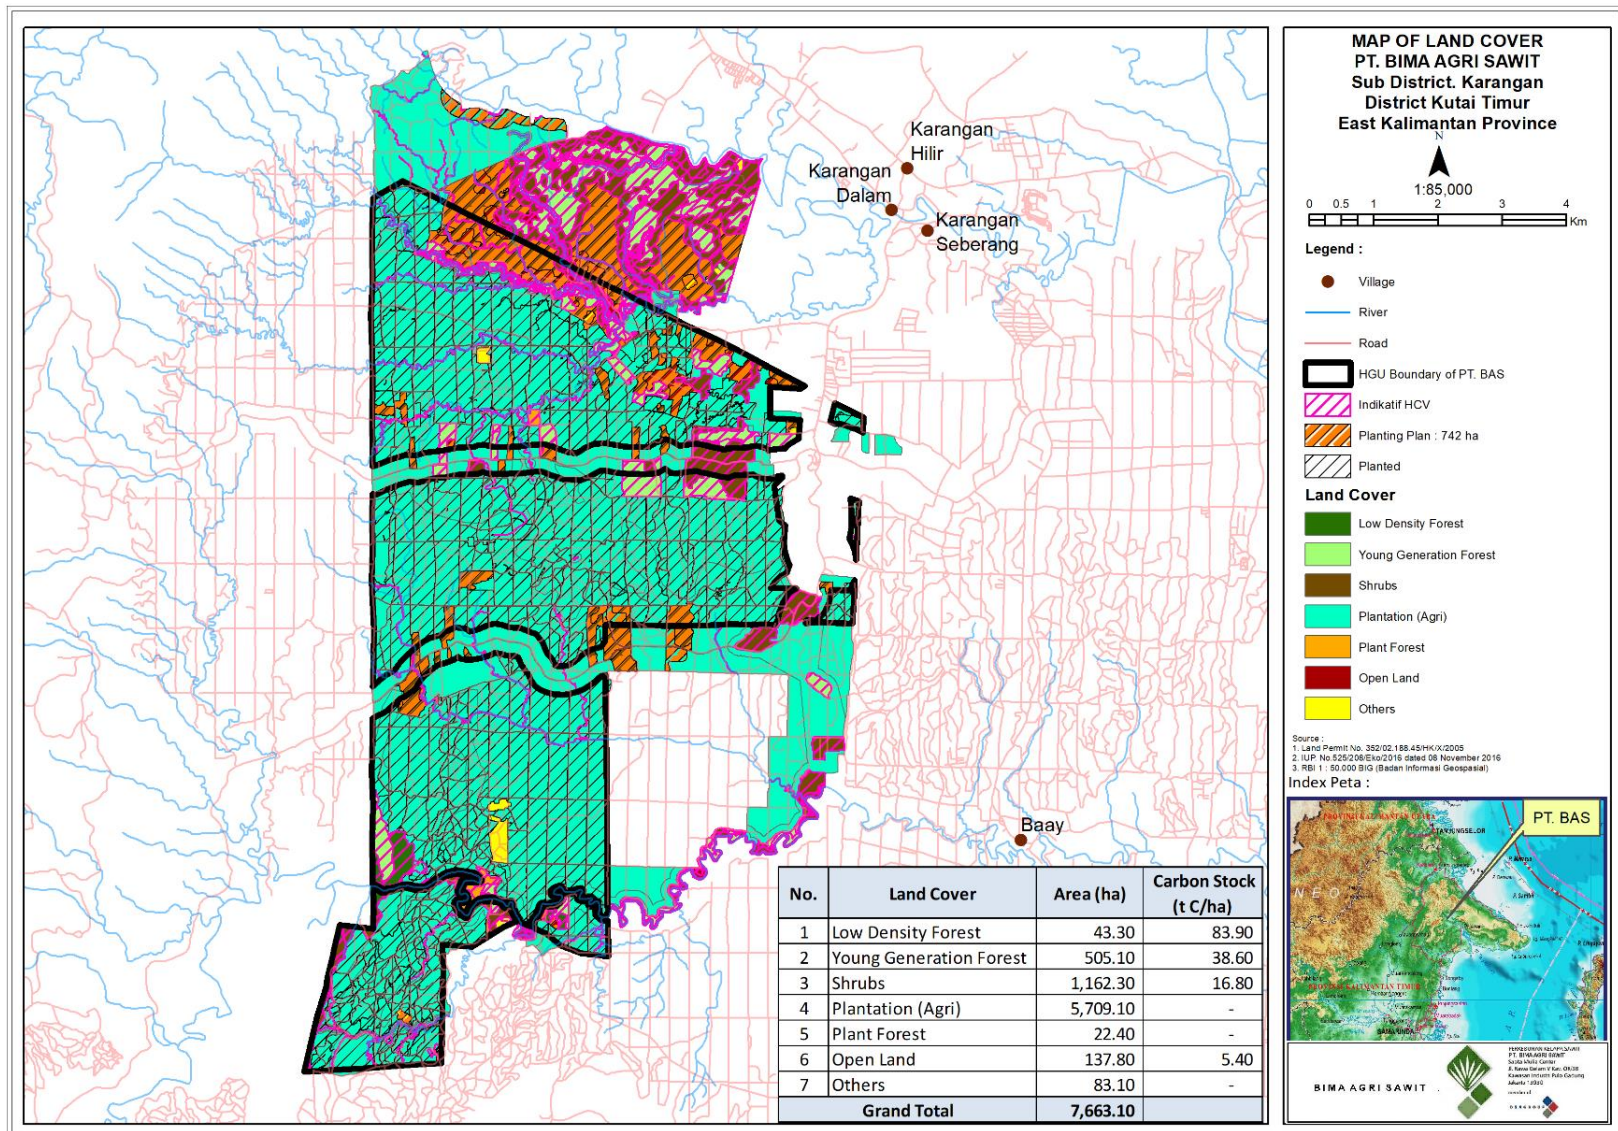 MAP OF LAND COVER
PT. BIMA AGRI SAWIT
Sub District. Karangan
District Kutai Timur
East Kalimantan Province
N
1:85,000
0 0.5 1 2 3 4
Km
Legend :
Village
River
Road
HGU Boundary of PT. BAS
Indikatif HCV
Planting Plan : 742 ha
Planted
Land Cover
Low Density Forest
Young Generation Forest
Shrubs
Plantation (Agri)
Plant Forest
Open Land
Others
Source :
1. Land Permit No. 352/02.188.45/HK/X/2005
2. IUP No.525/208/Eko/2016 dated 08 November 2016
3. RBI 1 : 50.000 BIG (Badan Informasi Geospasial)
Index Peta :
PT. BAS
BIMA AGRI SAWIT
PT. BIMA AGRI SAWIT
Karangan
Hilir
Karangan
Dalam
Karangan
Seberang
Baay
No. Land Cover Area (ha) Carbon Stock
(t C/ha)
1 Low Density Forest 43.30 83.90
2 Young Generation Forest 505.10 38.60
3 Shrubs 1,162.30 16.80
4 Plantation (Agri) 5,709.10 -
5 Plant Forest 22.40 -
6 Open Land 137.80 5.40
7 Others 83.10 -
Grand Total 7,663.10